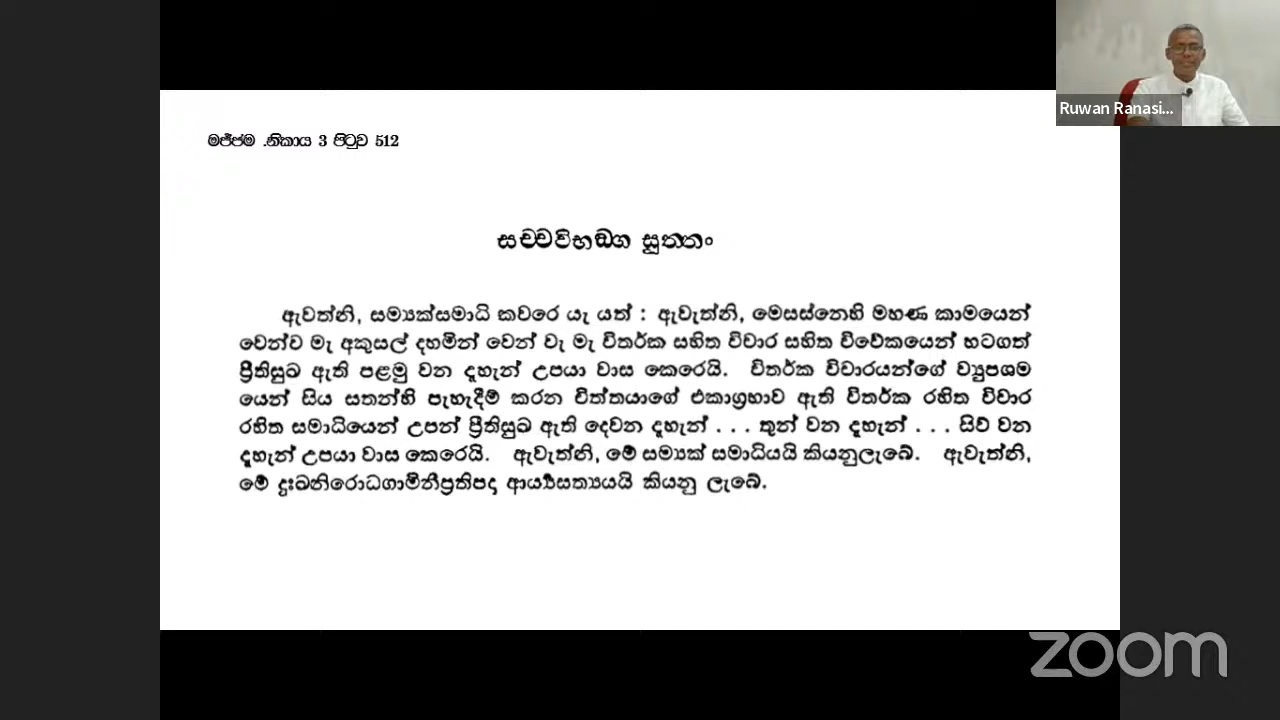 Ruwan Ranasi...
මජ්ඣිම නිකාය 3 පිටුව 512
සච්චවිභඞ්ග සුත්තං
ඇවත්නි, සම්‍යක්සමාධි කවරෙ යැ යත් : ඇවැත්නි, මෙසස්නෙහි මහණ කාමයෙන්
වෙන්ව මැ අකුසල් දහමින් වෙන් වැ මැ විතර්ක සහිත විචාර සහිත විවේකයෙන් හටගත්
ප්‍රීතිසුඛ ඇති පළමු වන දැහැන් උපයා වාස කෙරෙයි. විතර්ක විචාරයන්ගේ ව්‍යුපශම
යෙන් සිය සතන්හි පැහැදීම් කරන චිත්තයාගේ එකාග්‍රභාව ඇති විතර්ක රහිත විචාර
රහිත සමාධියෙන් උපන් ප්‍රීතිසුඛ ඇති දෙවන දැහැන් . . . තුන් වන දැහැන් . . . සිව් වන
දැහැන් උපයා වාස කෙරෙයි. ඇවැත්නි, මේ සම්‍යක් සමාධියයි කියනුලැබේ. ඇවැත්නි,
මේ දුඃඛනිරොධගාමිනීප්‍රතිපදා ආර්‍ය්‍යසත්‍යයයි කියනු ලැබේ.
zoom